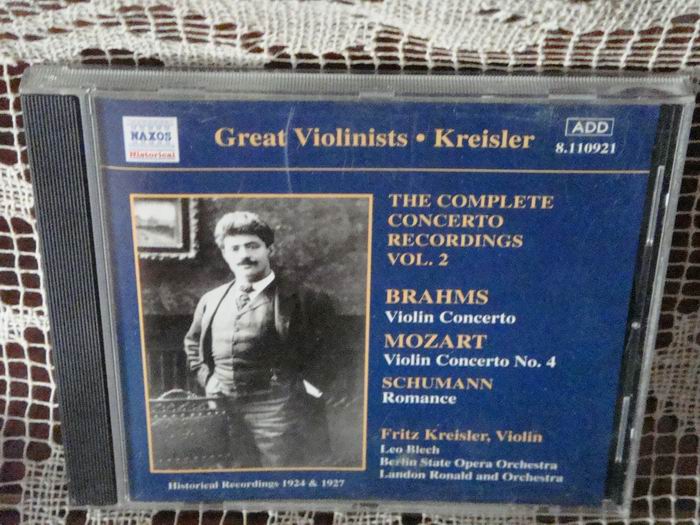 NAXOS
Historical
Great Violinists • Kreisler
ADD
8.110921
THE COMPLETE
CONCERTO
RECORDINGS
VOL. 2
BRAHMS
Violin Concerto
MOZART
Violin Concerto No. 4
SCHUMANN
Romance
Fritz Kreisler, Violin
Leo Blech
Berlin State Opera Orchestra
Landon Ronald and Orchestra
Historical Recordings 1924 & 1927